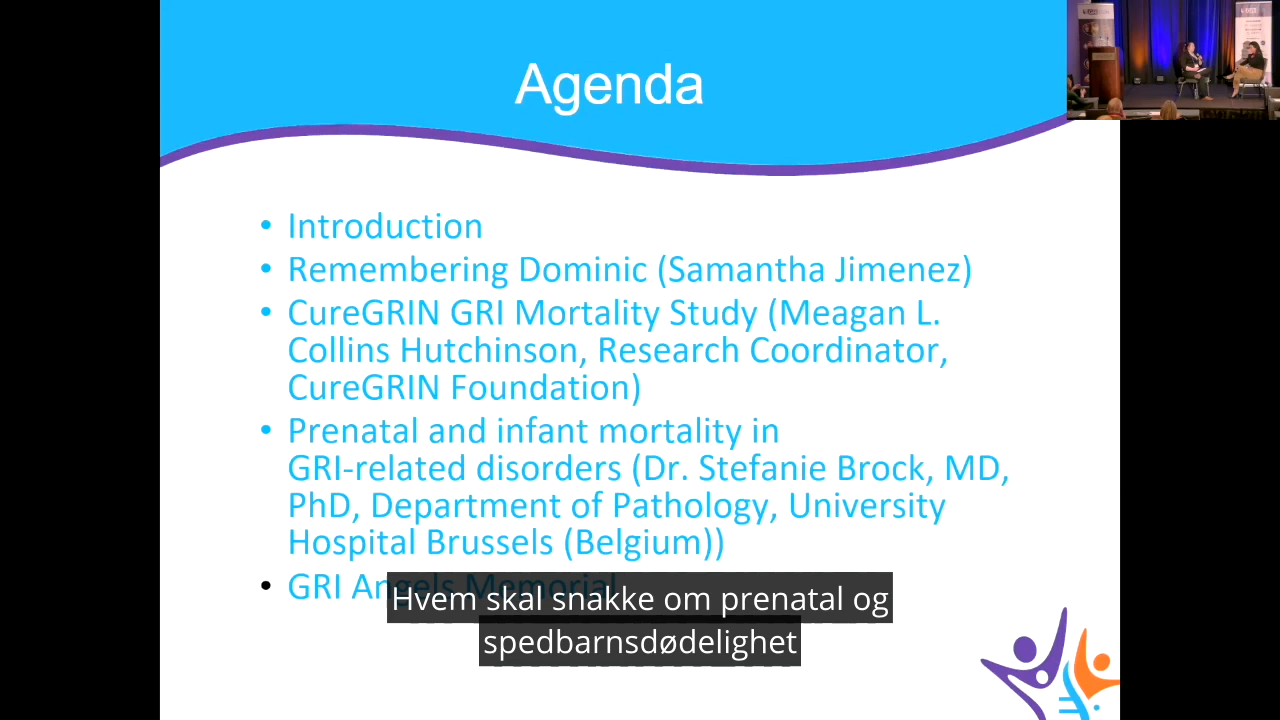 Agenda
• Introduction
• Remembering Dominic (Samantha Jimenez)
• CureGRIN GRI Mortality Study (Meagan L.
Collins Hutchinson, Research Coordinator,
CureGRIN Foundation)
• Prenatal and infant mortality in
GRI-related disorders (Dr. Stefanie Brock, MD,
PhD, Department of Pathology, University
Hospital Brussels (Belgium))
• GRI Angels Memorial
Hvem skal snakke om prenatal og
spedbarnsdødelighet